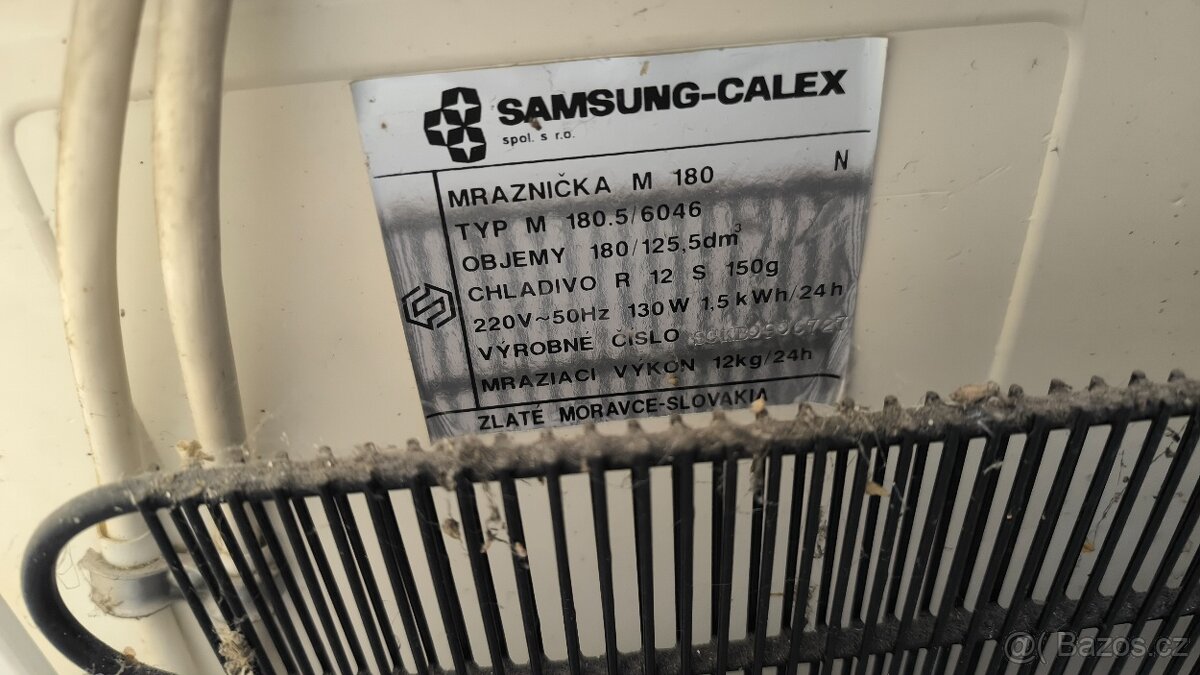 SAMSUNG-CALEX
spol. s r.o.
N
MRAZNIČKA M 180
TYP M 180.5/6046
OBJEMY 180/125,5dm³
CHLADIVO R 12 S 150g
220V~50Hz 130W 1,5kWh/24h
VÝROBNÉ ČÍSLO
MRAZIACI VÝKON 12kg/24h
ZLATÉ MORAVCE-SLOVAKIA
@( Bazos.cz